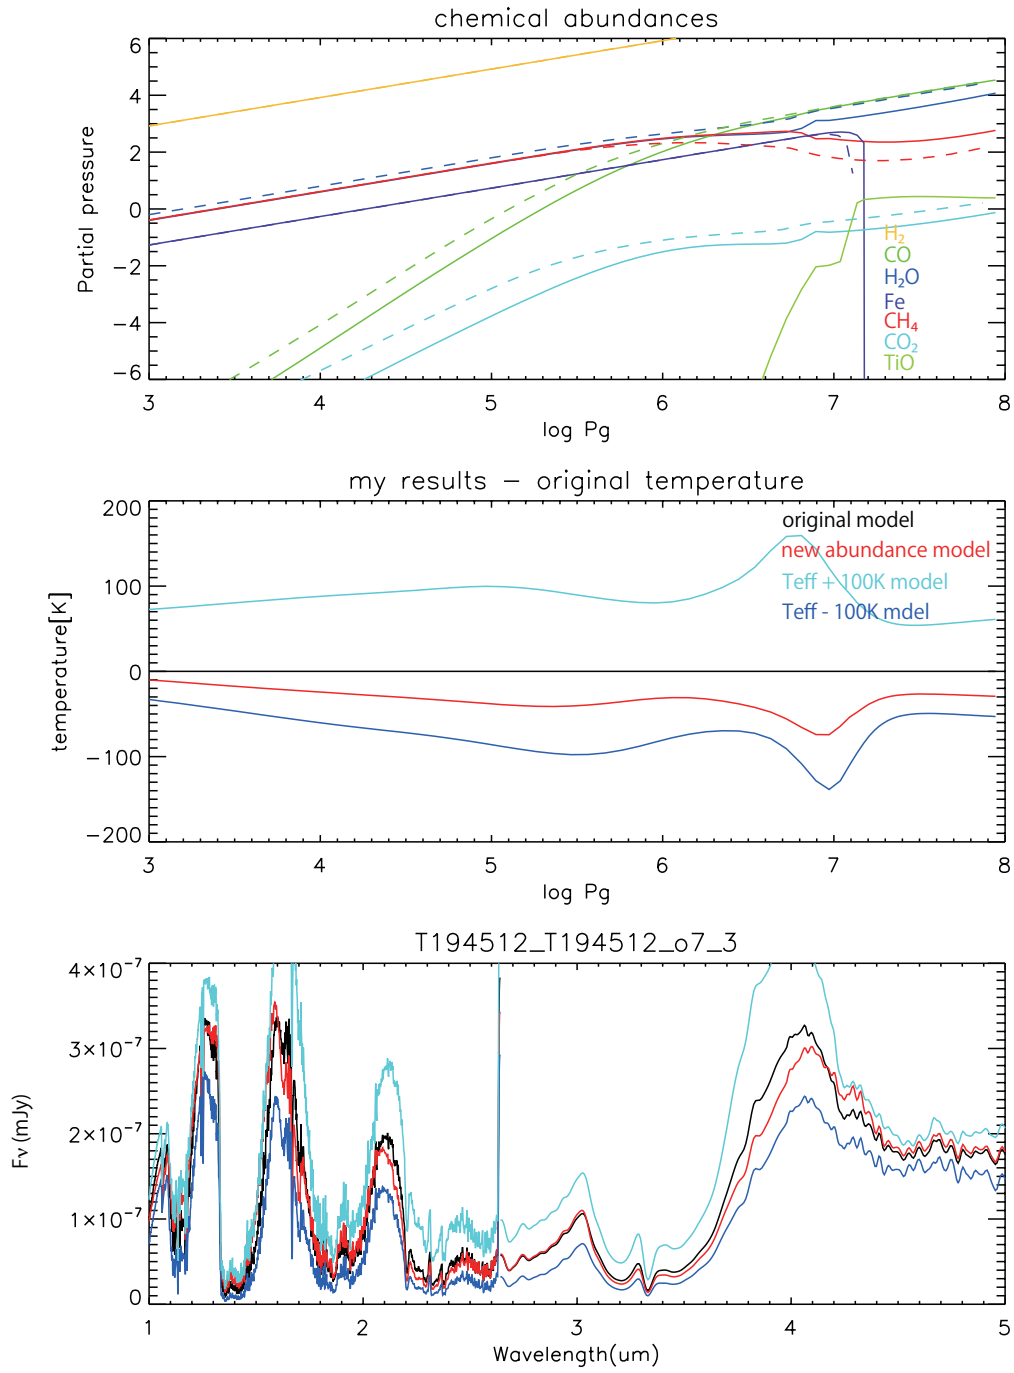 chemical abundances
6
4
2
0
−2
−4
−6
Partial pressure
H₂
CO
H₂O
Fe
CH₄
CO₂
TiO
3 4 5 6 7 8
log Pg
my results − original temperature
200
100
0
−100
−200
temperature[K]
original model
new abundance model
Teff + 100K model
Teff - 100K mdel
3 4 5 6 7 8
log Pg
T194512_T194512_o7_3
4×10⁻⁷
3×10⁻⁷
2×10⁻⁷
1×10⁻⁷
0
Fν (mJy)
1 2 3 4 5
Wavelength(um)